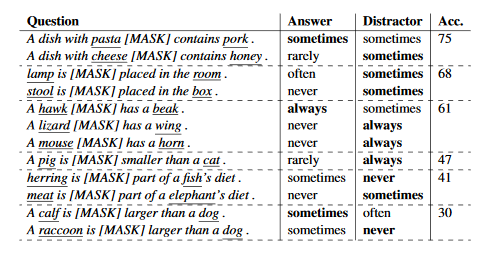 Question Answer Distractor Acc.
A dish with pasta [MASK] contains pork . sometimes sometimes 75
A dish with cheese [MASK] contains honey . rarely sometimes
lamp is [MASK] placed in the room . often sometimes 68
stool is [MASK] placed in the box . never sometimes
A hawk [MASK] has a beak . always sometimes 61
A lizard [MASK] has a wing . never always
A mouse [MASK] has a horn . never always
A pig is [MASK] smaller than a cat . rarely always 47
herring is [MASK] part of a fish's diet . sometimes never 41
meat is [MASK] part of a elephant's diet . never sometimes
A calf is [MASK] larger than a dog . sometimes often 30
A raccoon is [MASK] larger than a dog . sometimes never